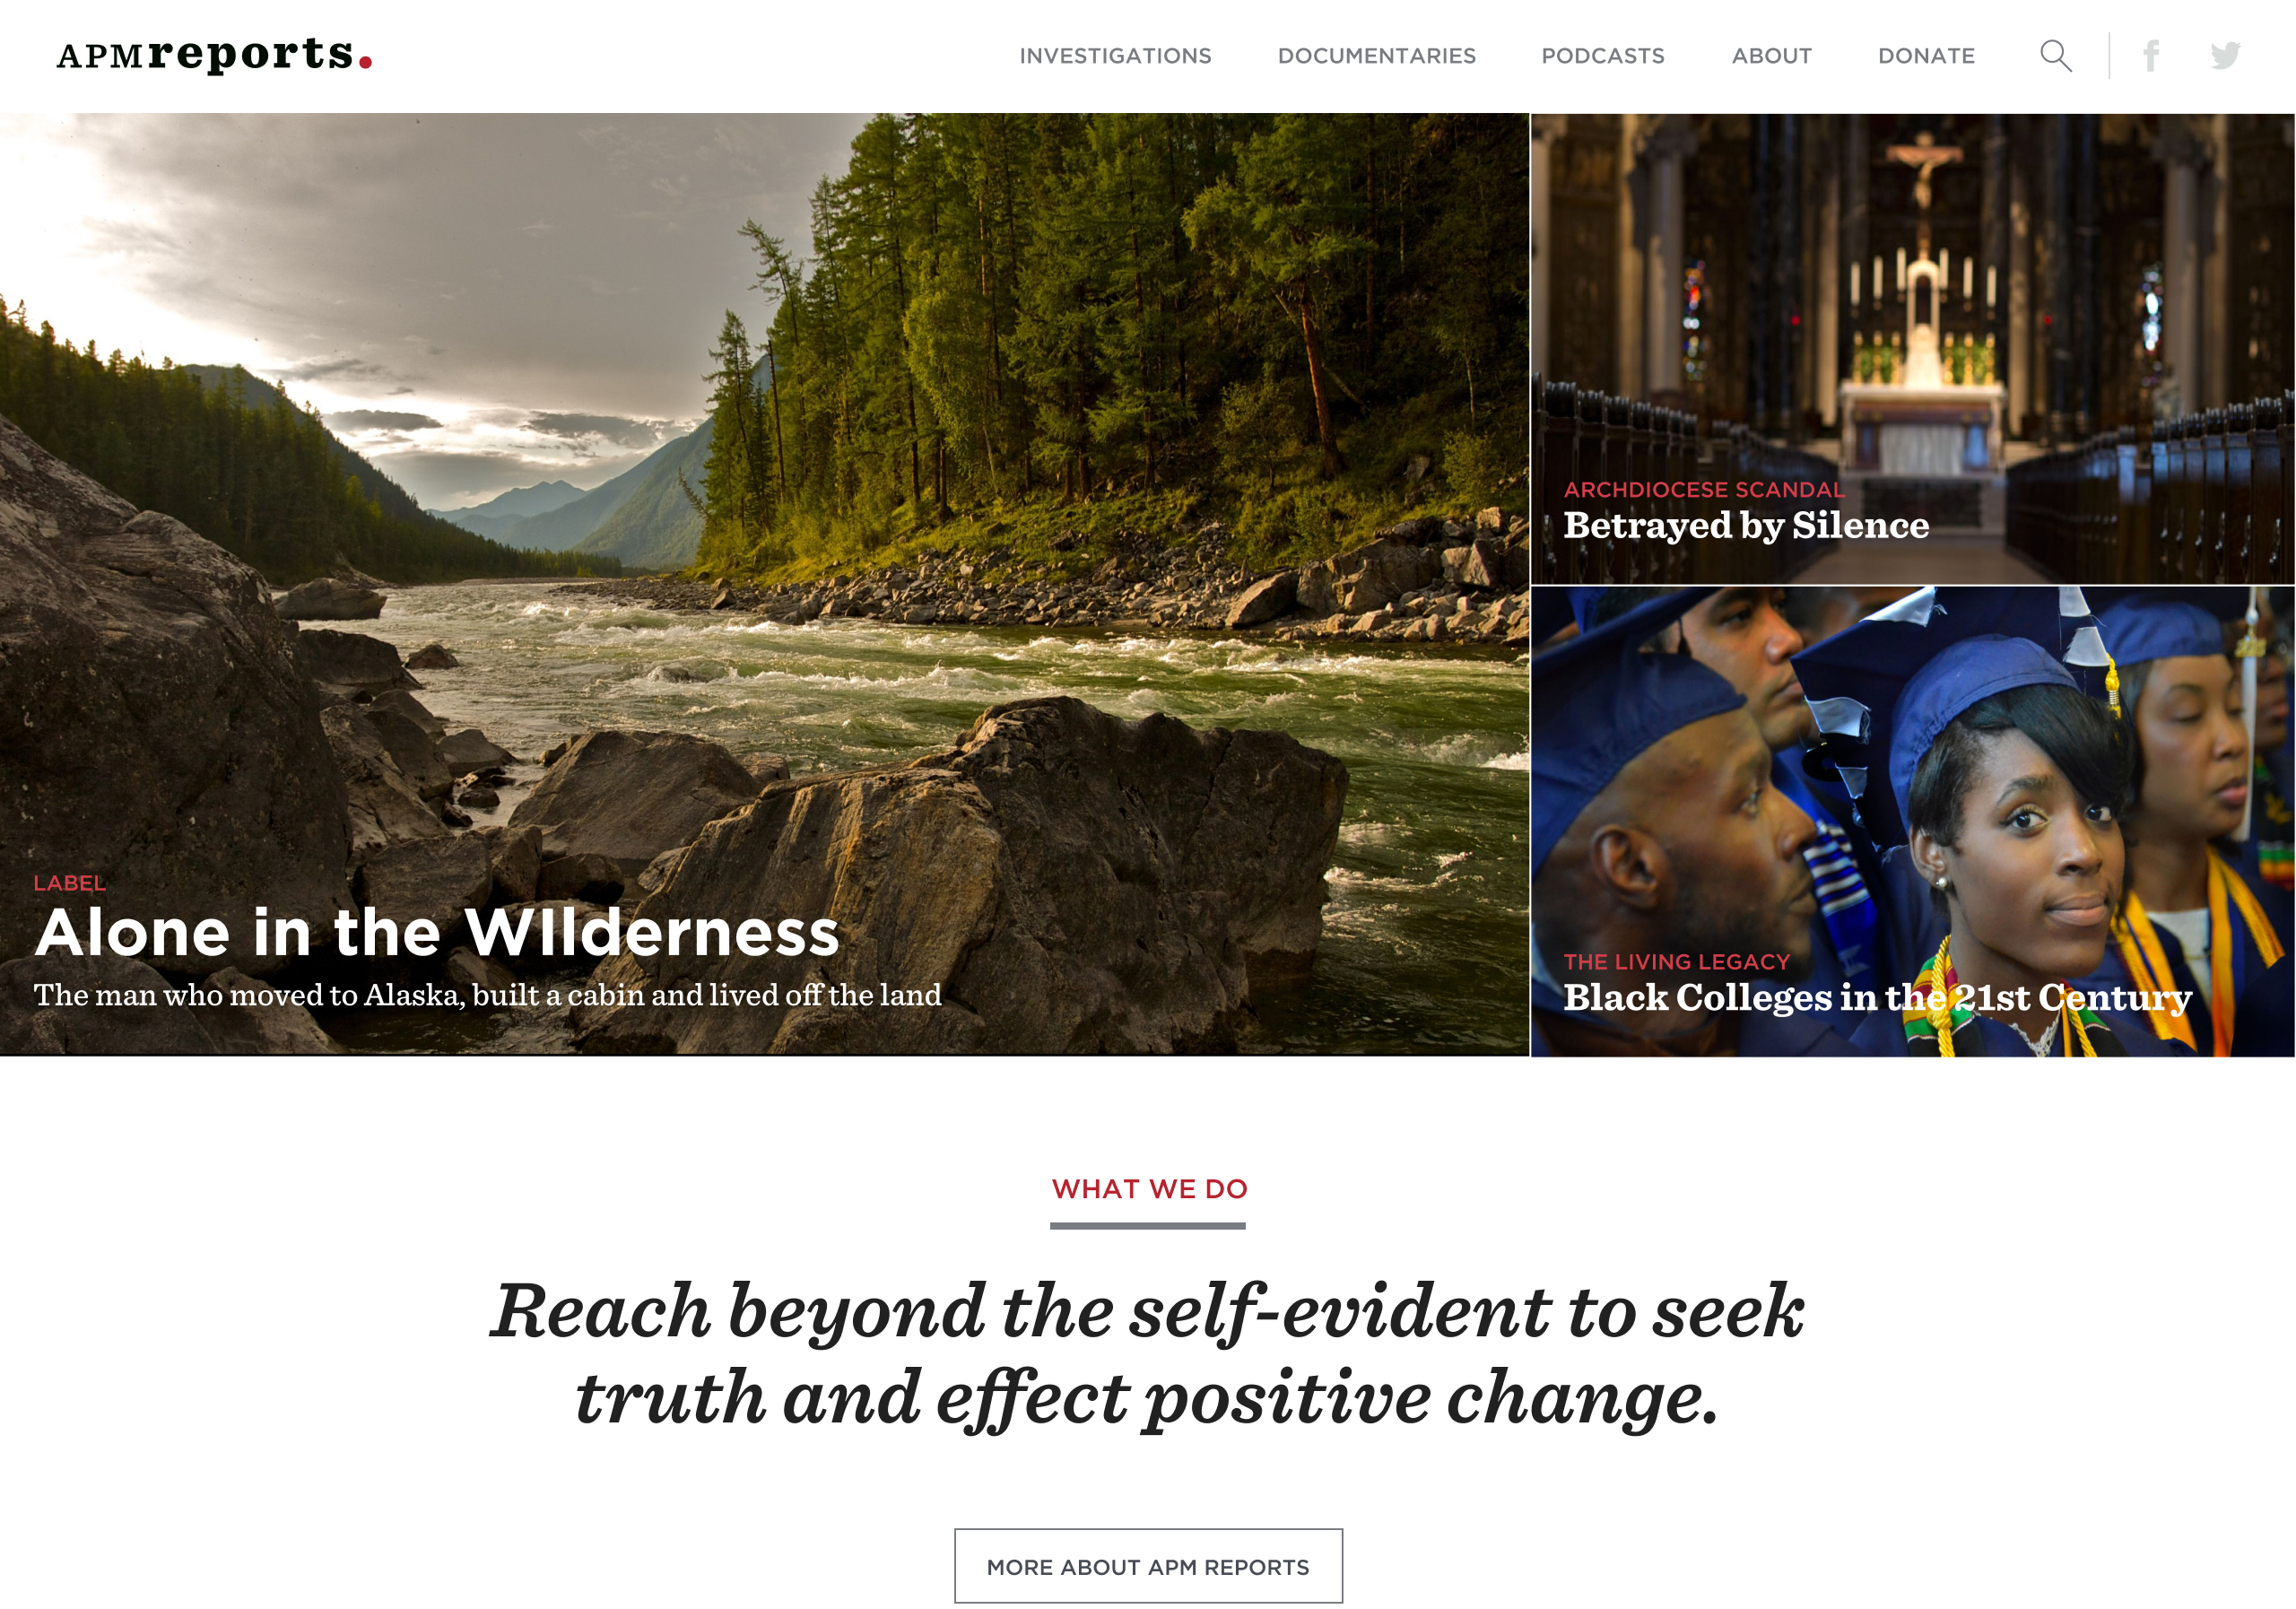 APMreports.
INVESTIGATIONS DOCUMENTARIES PODCASTS ABOUT DONATE
LABEL
Alone in the WIlderness
The man who moved to Alaska, built a cabin and lived off the land
ARCHDIOCESE SCANDAL
Betrayed by Silence
THE LIVING LEGACY
Black Colleges in the 21st Century
WHAT WE DO
Reach beyond the self-evident to seek
truth and effect positive change.
MORE ABOUT APM REPORTS